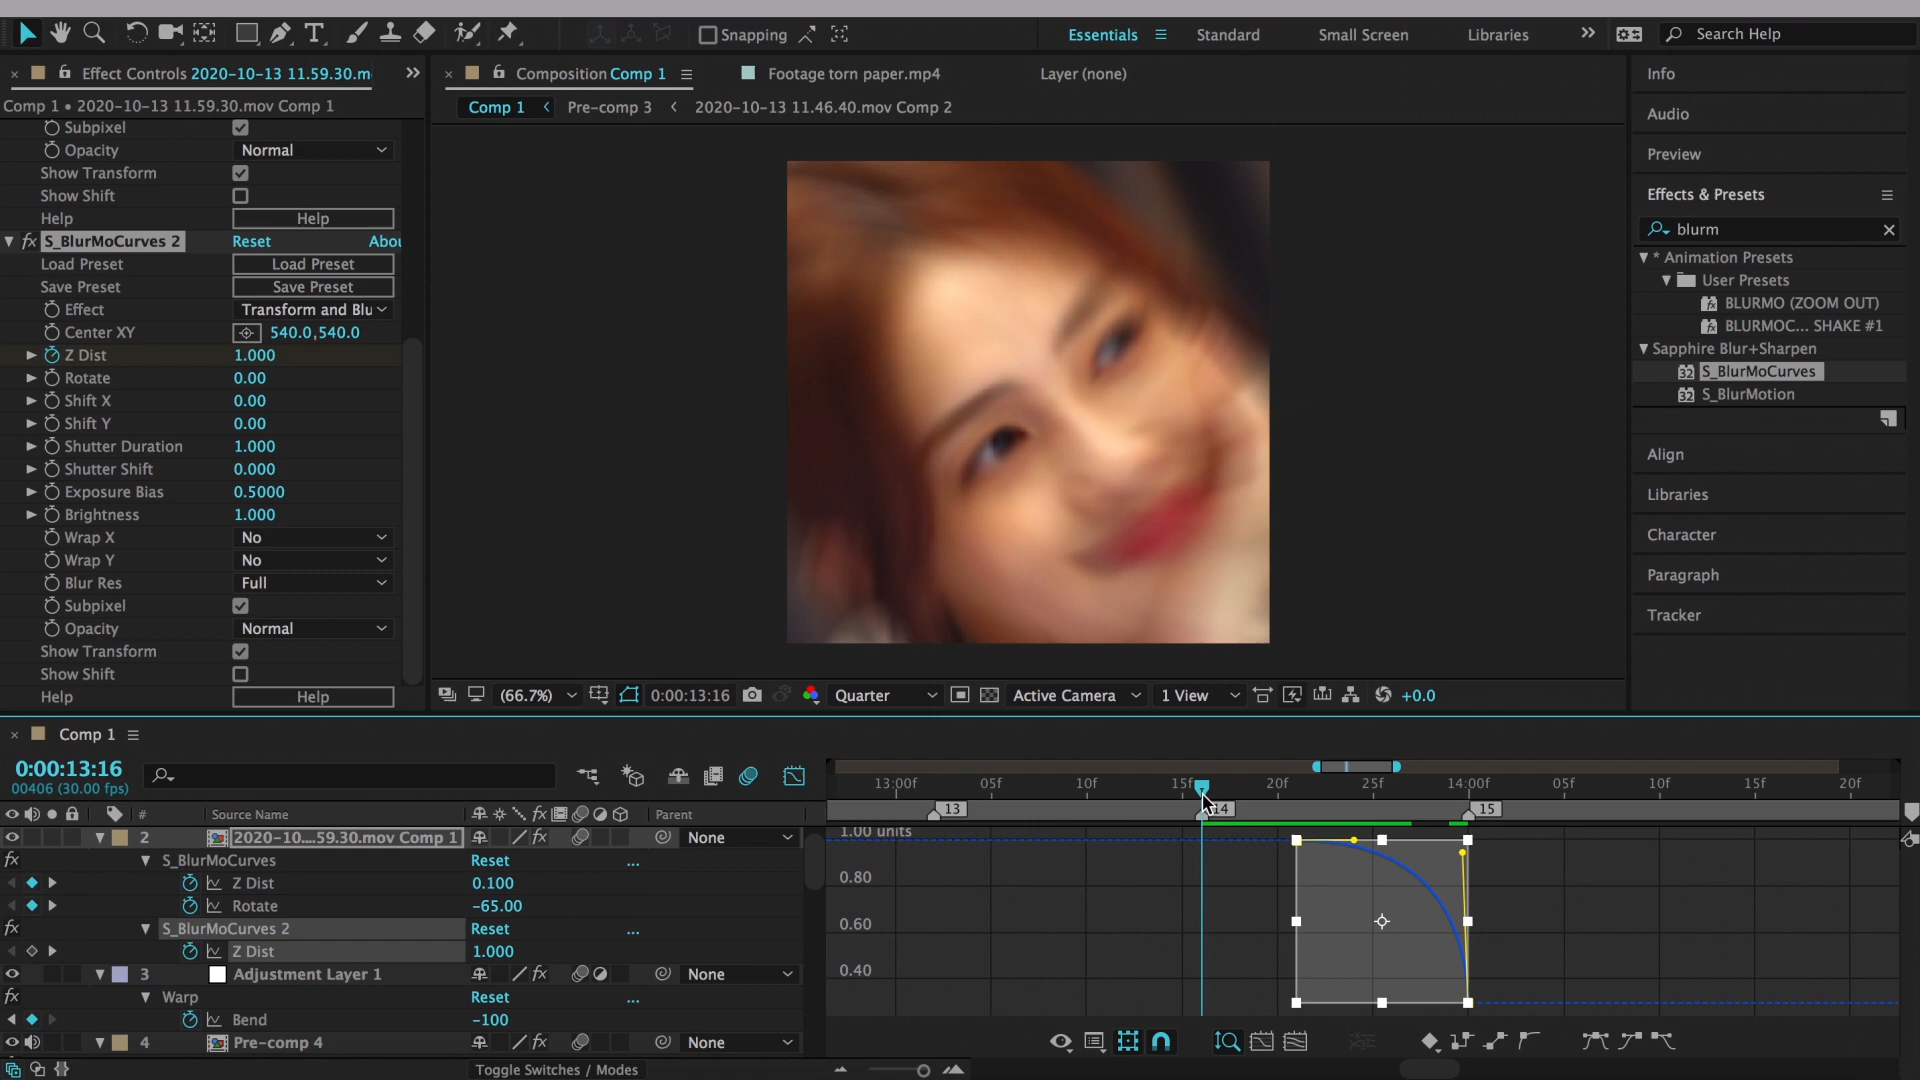 Snapping
Essentials
Standard
Small Screen
Libraries
Search Help
Effect Controls 2020-10-13 11.59.30.m
Composition Comp 1
Footage torn paper.mp4
Layer (none)
Comp 1 • 2020-10-13 11.59.30.mov Comp 1
Comp 1
Pre-comp 3
2020-10-13 11.46.40.mov Comp 2
Subpixel
Opacity Normal
Show Transform
Show Shift
Help Help
fx S_BlurMoCurves 2 Reset Abou
Load Preset Load Preset
Save Preset Save Preset
Effect Transform and Blu
Center XY 540.0,540.0
Z Dist 1.000
Rotate 0.00
Shift X 0.00
Shift Y 0.00
Shutter Duration 1.000
Shutter Shift 0.000
Exposure Bias 0.5000
Brightness 1.000
Wrap X No
Wrap Y No
Blur Res Full
Subpixel
Opacity Normal
Show Transform
Show Shift
Help Help
(66.7%) 0:00:13:16 Quarter Active Camera 1 View +0.0
Info
Audio
Preview
Effects & Presets
blurm
* Animation Presets
User Presets
BLURMO (ZOOM OUT)
BLURMOC... SHAKE #1
Sapphire Blur+Sharpen
32 S_BlurMoCurves
32 S_BlurMotion
Align
Libraries
Character
Paragraph
Tracker
Comp 1
0:00:13:16
00406 (30.00 fps)
# Source Name fx Parent
2 2020-10....59.30.mov Comp 1 fx None
fx S_BlurMoCurves Reset ...
Z Dist 0.100
Rotate -65.00
fx S_BlurMoCurves 2 Reset ...
Z Dist 1.000
3 Adjustment Layer 1 fx None
fx Warp Reset ...
Bend -100
4 Pre-comp 4 fx None
Toggle Switches / Modes
13:00f 05f 10f 15f 20f 25f 14:00f 05f 10f 15f 20f
13 14 15
1.00 units
0.80
0.60
0.40